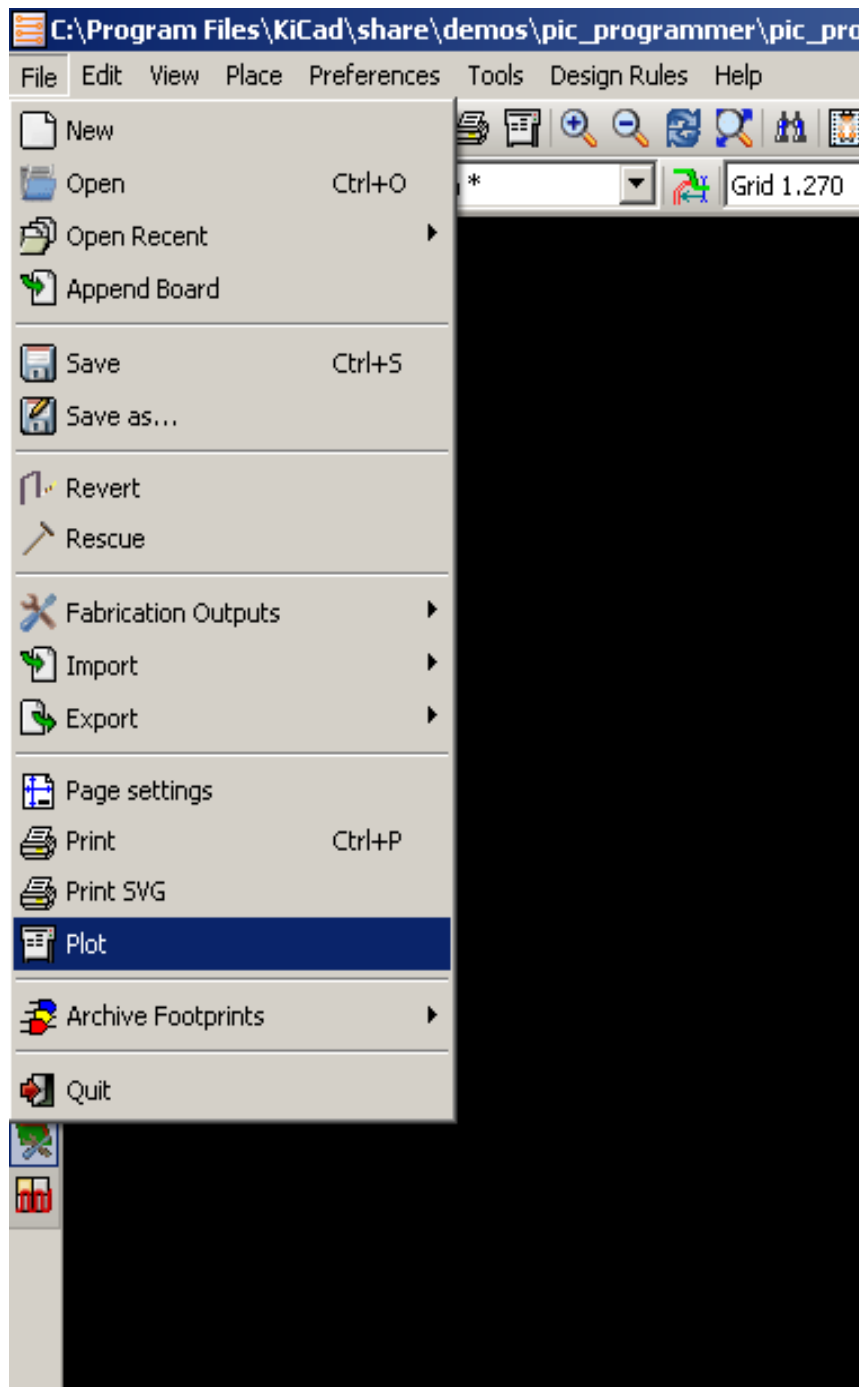 C:\Program Files\KiCad\share\demos\pic_programmer\pic_pro
File Edit View Place Preferences Tools Design Rules Help
New
* Grid 1.270
Open Ctrl+O
Open Recent
Append Board
Save Ctrl+S
Save as...
Revert
Rescue
Fabrication Outputs
Import
Export
Page settings
Print Ctrl+P
Print SVG
Plot
Archive Footprints
Quit